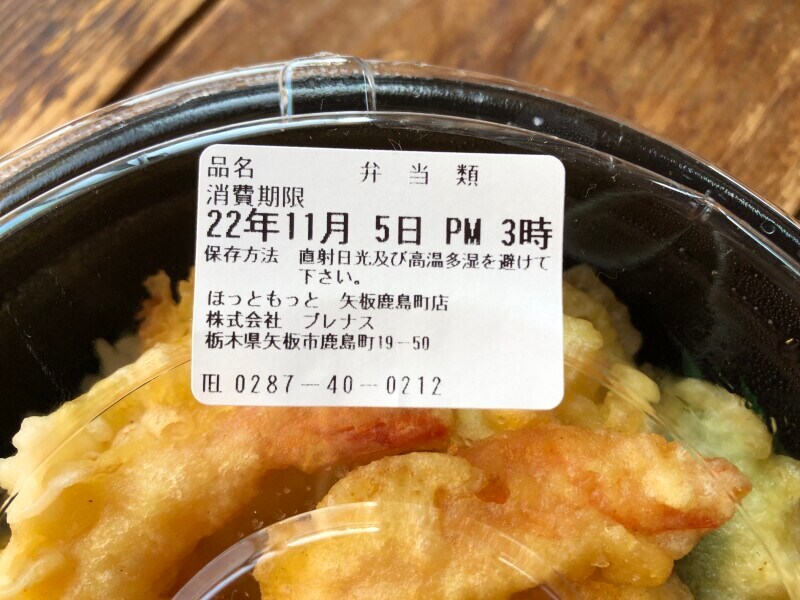 品名　弁当類
消費期限
22年11月 5日 PM 3時
保存方法　直射日光及び高温多湿を避けて
下さい。
ほっともっと　矢板鹿島町店
株式会社　プレナス
栃木県矢板市鹿島町19－50
TEL 0287－40－0212